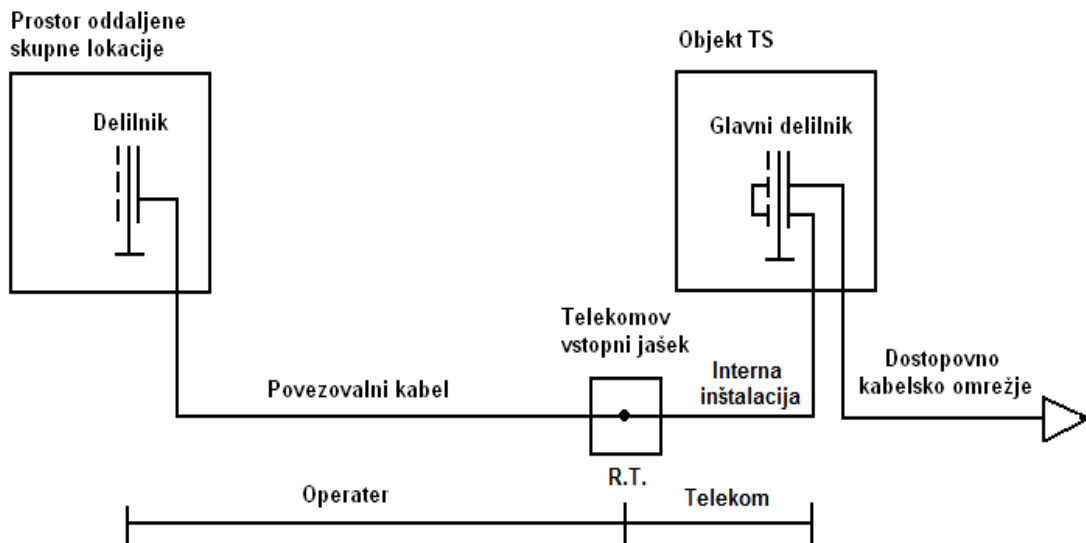 Prostor oddaljene
skupne lokacije
Objekt TS
Delilnik
Glavni delilnik
Telekomov
vstopni jašek
Povezovalni kabel
Interna
inštalacija
Dostopovno
kabelsko omrežje
R.T.
Operater
Telekom